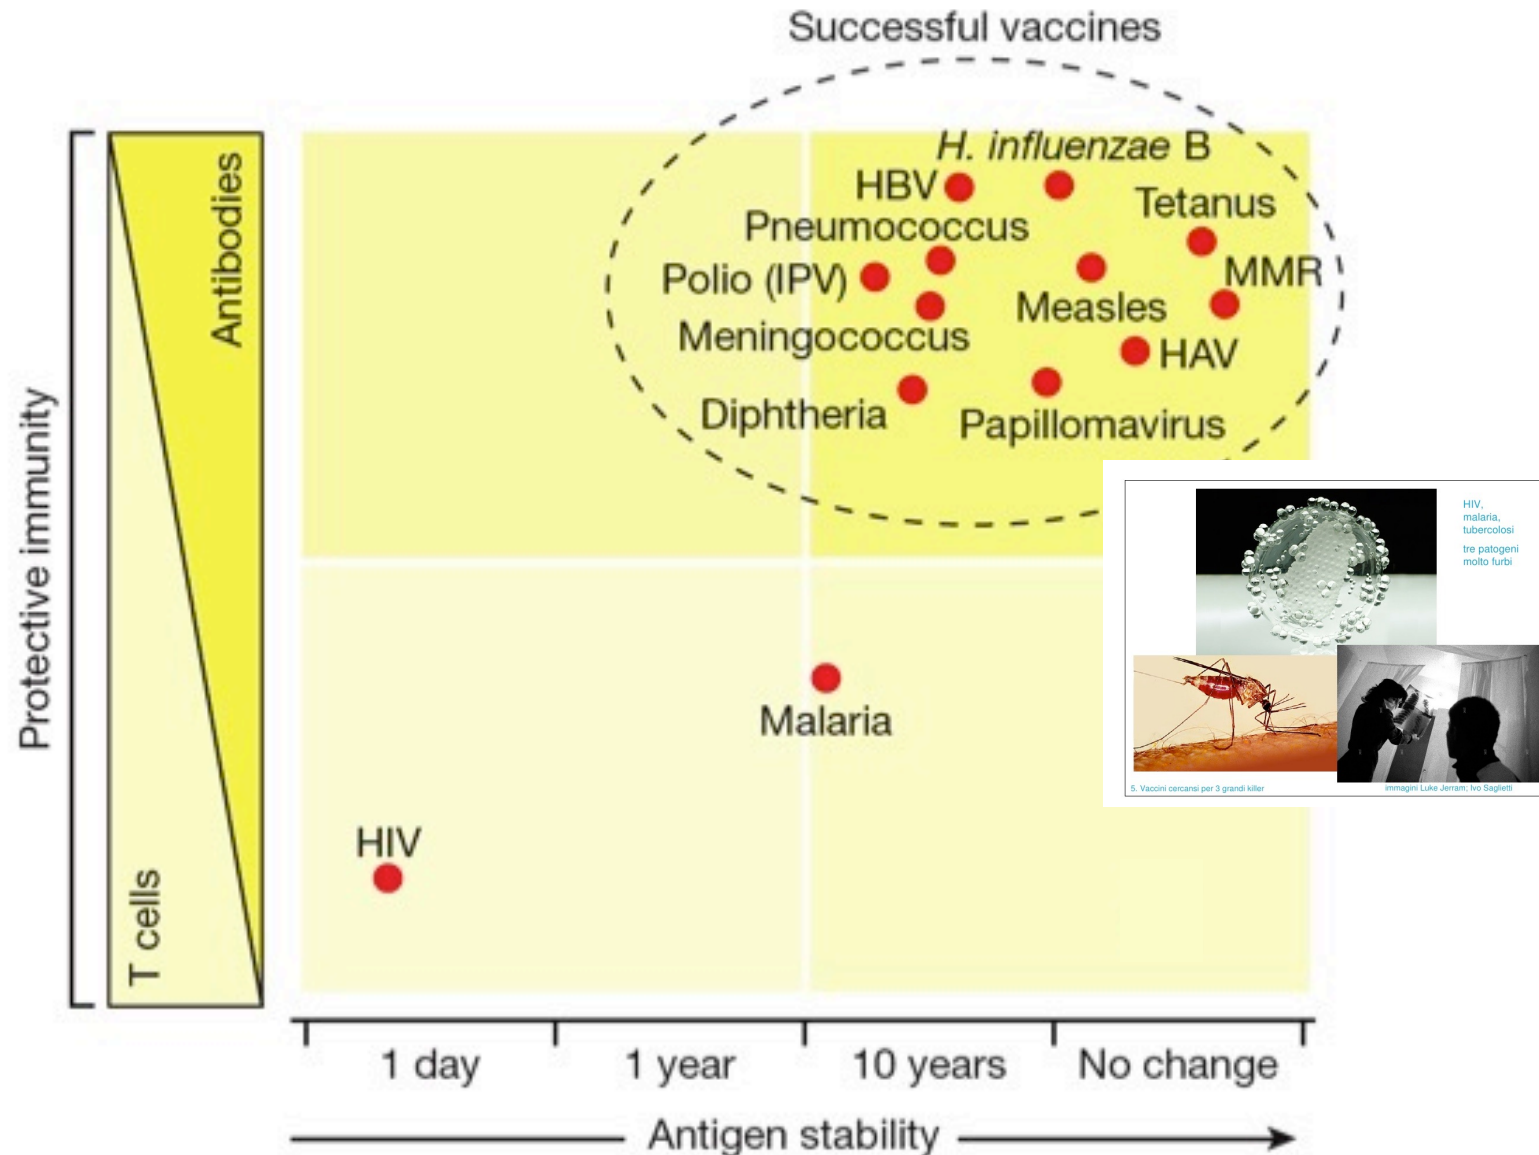 Successful vaccines
H. influenzae B
HBV
Tetanus
Pneumococcus
Polio (IPV)
MMR
Measles
Meningococcus
HAV
Diphtheria
Papillomavirus
Protective immunity
Antibodies
T cells
HIV,
malaria,
tubercolosi
tre patogeni
molto furbi
5. Vaccini cercansi per 3 grandi killer
immagini Luke Jerram; Ivo Saglietti
Malaria
HIV
1 day
1 year
10 years
No change
Antigen stability